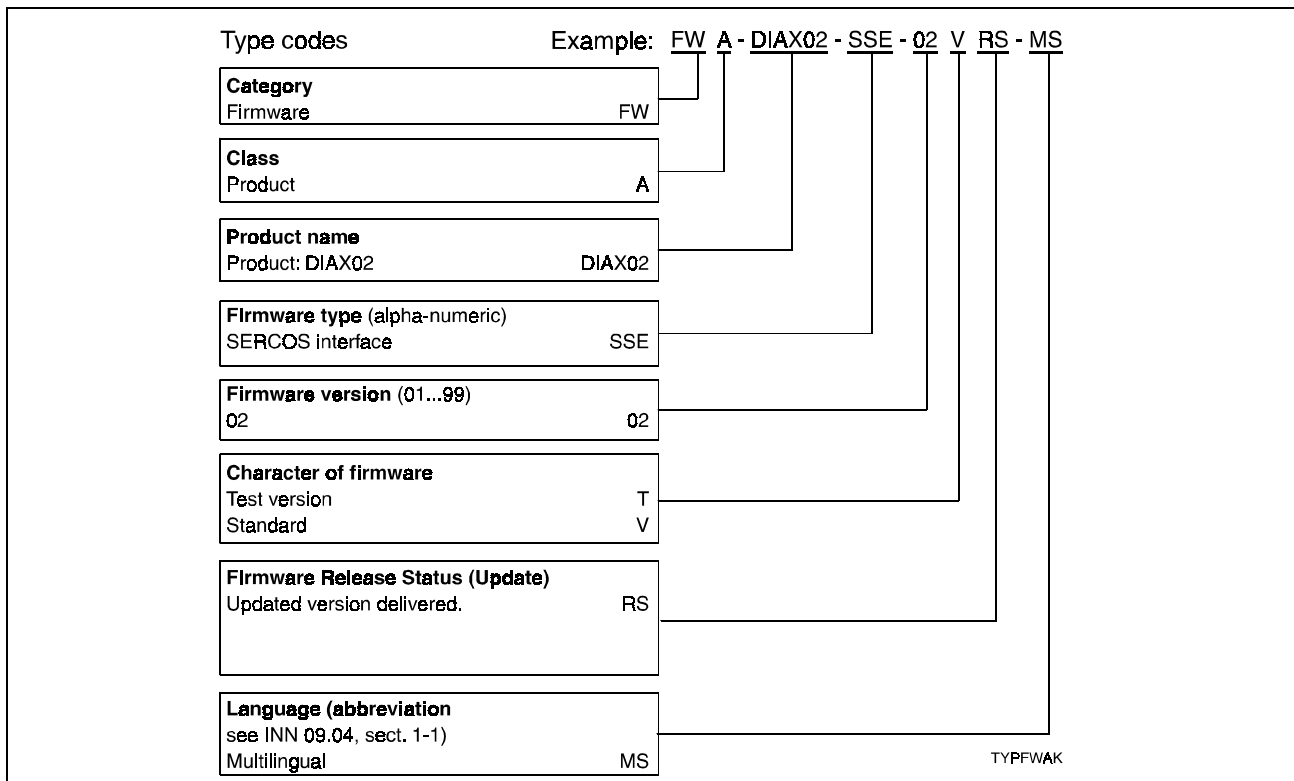 Type codes Example: FW A - DIAX02 - SSE - 02 V RS - MS
Category
Firmware FW
Class
Product A
Product name
Product: DIAX02 DIAX02
Firmware type (alpha-numeric)
SERCOS interface SSE
Firmware version (01...99)
02 02
Character of firmware
Test version T
Standard V
Firmware Release Status (Update)
Updated version delivered. RS
Language (abbreviation
see INN 09.04, sect. 1-1)
Multilingual MS
TYPFWAK